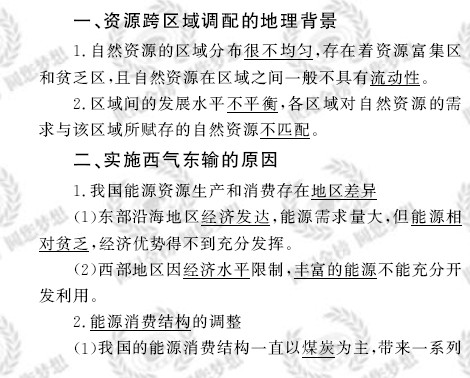 一、资源跨区域调配的地理背景
1.自然资源的区域分布很不均匀,存在着资源富集区
和贫乏区,且自然资源在区域之间一般不具有流动性。
2.区域间的发展水平不平衡,各区域对自然资源的需
求与该区域所赋存的自然资源不匹配。
二、实施西气东输的原因
1.我国能源资源生产和消费存在地区差异
(1)东部沿海地区经济发达,能源需求量大,但能源相
对贫乏,经济优势得不到充分发挥。
(2)西部地区因经济水平限制,丰富的能源不能充分开
发利用。
2.能源消费结构的调整
(1)我国的能源消费结构一直以煤炭为主,带来一系列